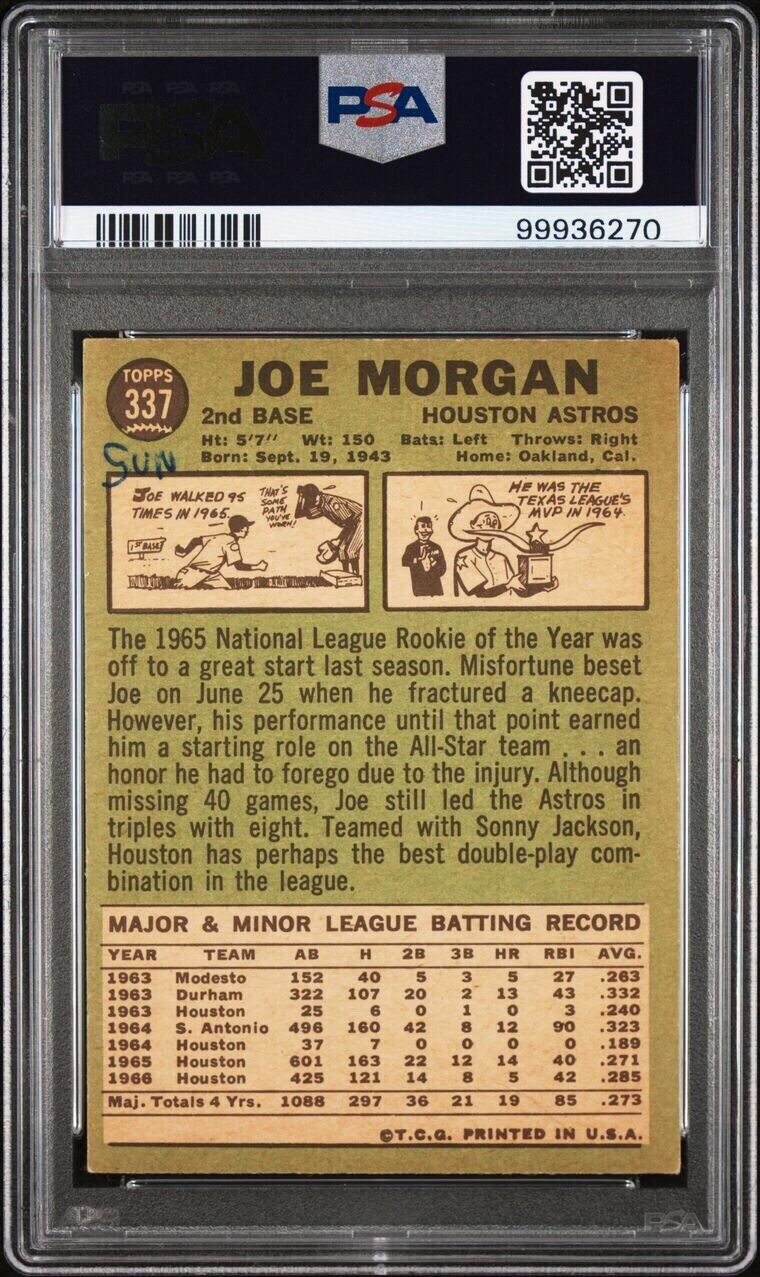 PSA
99936270
TOPPS
337
JOE MORGAN
2nd BASE HOUSTON ASTROS
Ht: 5'7" Wt: 150 Bats: Left Throws: Right
Born: Sept. 19, 1943 Home: Oakland, Cal.
SUN
JOE WALKED 95
TIMES IN 1965
THAT'S
SOME
PATH
YOU'VE
WORN!
1ST BASE
HE WAS THE
TEXAS LEAGUE'S
MVP IN 1964.
The 1965 National League Rookie of the Year was
off to a great start last season. Misfortune beset
Joe on June 25 when he fractured a kneecap.
However, his performance until that point earned
him a starting role on the All-Star team . . . an
honor he had to forego due to the injury. Although
missing 40 games, Joe still led the Astros in
triples with eight. Teamed with Sonny Jackson,
Houston has perhaps the best double-play com-
bination in the league.
MAJOR & MINOR LEAGUE BATTING RECORD
YEAR TEAM AB H 2B 3B HR RBI AVG.
1963 Modesto 152 40 5 3 5 27 .263
1963 Durham 322 107 20 2 13 43 .332
1963 Houston 25 6 0 1 0 3 .240
1964 S. Antonio 496 160 42 8 12 90 .323
1964 Houston 37 7 0 0 0 0 .189
1965 Houston 601 163 22 12 14 40 .271
1966 Houston 425 121 14 8 5 42 .285
Maj. Totals 4 Yrs. 1088 297 36 21 19 85 .273
©T.C.G. PRINTED IN U.S.A.
PSA